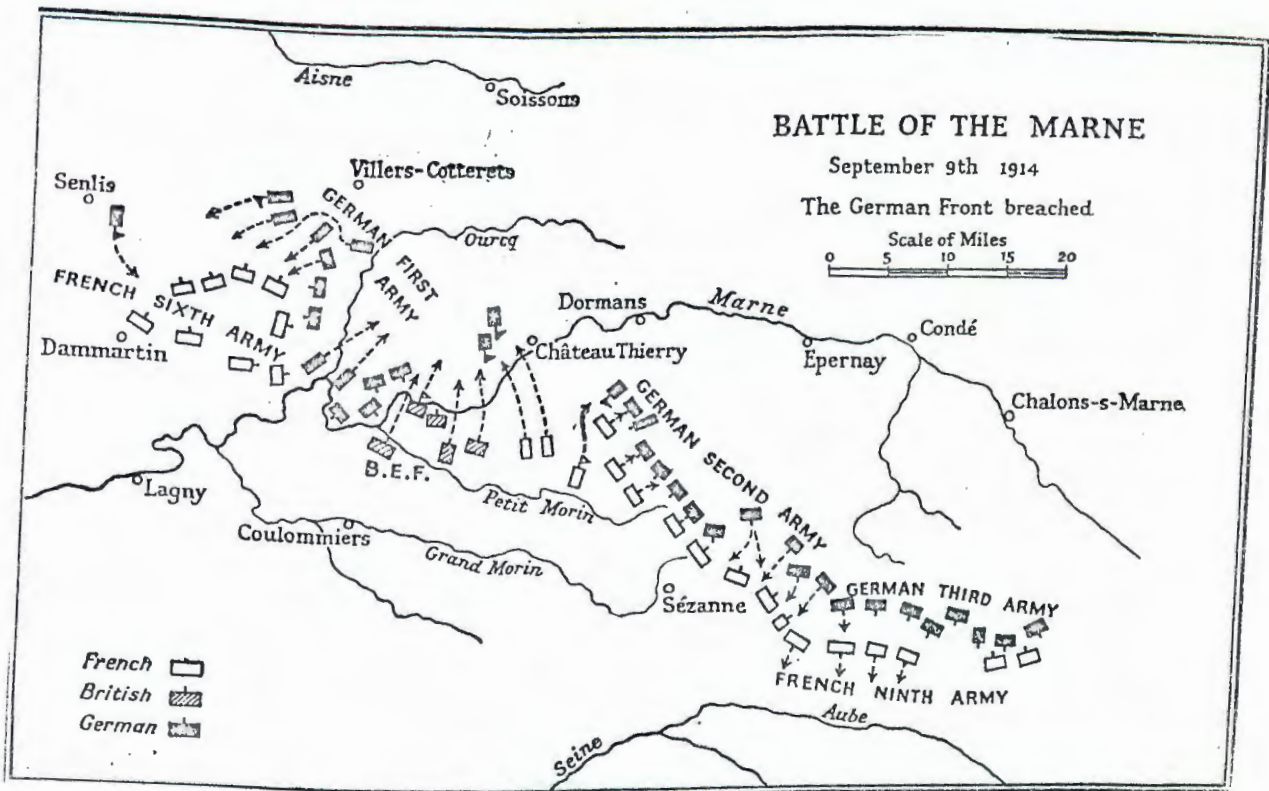 BATTLE OF THE MARNE
September 9th 1914
The German Front breached
Scale of Miles
0 5 10 15 20
Aisne
Soissons
Senlis
Villers-Cotterets
GERMAN FIRST ARMY
Ourcq
FRENCH SIXTH ARMY
Dammartin
Dormans
Marne
Château Thierry
Epernay
Condé
Chalons-s-Marne
GERMAN SECOND ARMY
B.E.F.
Lagny
Petit Morin
Coulommiers
Grand Morin
Sézanne
GERMAN THIRD ARMY
FRENCH NINTH ARMY
Aube
Seine
French
British
German